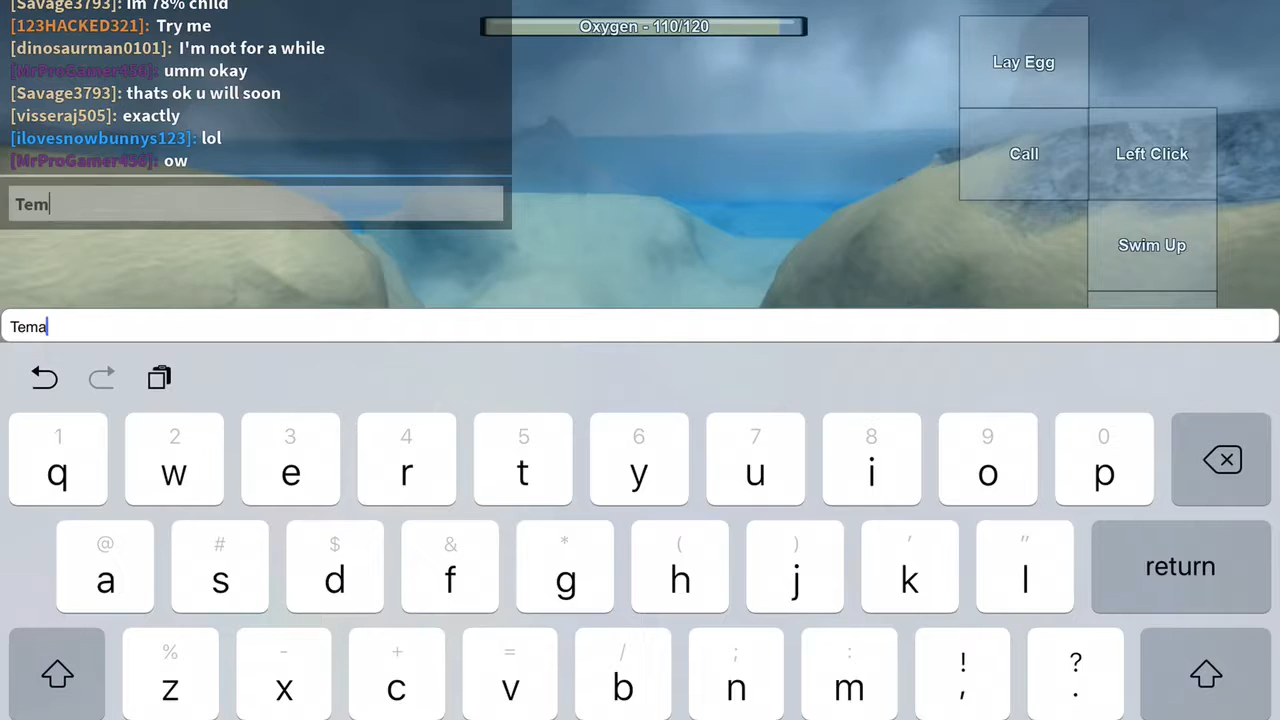 [Savage3793]: Im 78% child
[123HACKED321]: Try me
[dinosaurman0101]: I'm not for a while
[MrProGamer456]: umm okay
[Savage3793]: thats ok u will soon
[visseraj505]: exactly
[ilovesnowbunnys123]: lol
[MrProGamer456]: ow
Tem
Oxygen - 110/120
Lay Egg
Call
Left Click
Swim Up
Tema
1 2 3 4 5 6 7 8 9 0
q w e r t y u i o p
@ # $ & * ( ) ' "
a s d f g h j k l return
% - + = / ; : ! ?
z x c v b n m , .